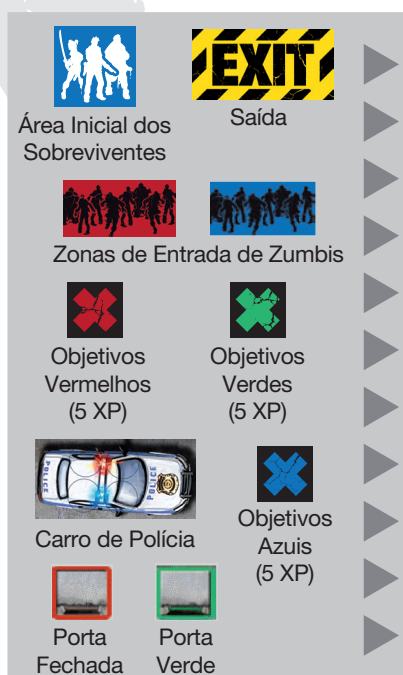 EXIT
Área Inicial dos
Sobreviventes
Saída
Zonas de Entrada de Zumbis
Objetivos
Vermelhos
(5 XP)
Objetivos
Verdes
(5 XP)
POLICE
POLICE
Carro de Polícia
Objetivos
Azuis
(5 XP)
Porta
Fechada
Porta
Verde